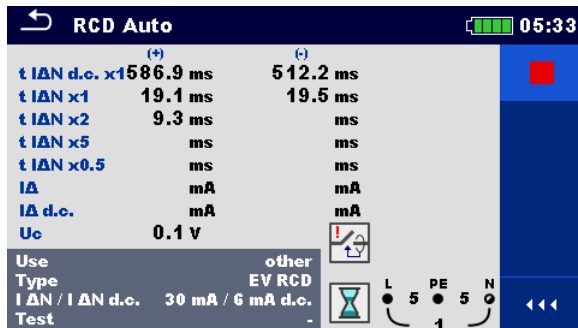 RCD Auto 05:33
(+) (-)
t IΔN d.c. x1 586.9 ms 512.2 ms
t IΔN x1 19.1 ms 19.5 ms
t IΔN x2 9.3 ms ms
t IΔN x5 ms ms
t IΔN x0.5 ms ms
IΔ mA mA
IΔ d.c. mA mA
Uc 0.1 V
Use other
Type EV RCD
I ΔN / I ΔN d.c. 30 mA / 6 mA d.c.
Test -
L PE N
5 5
1